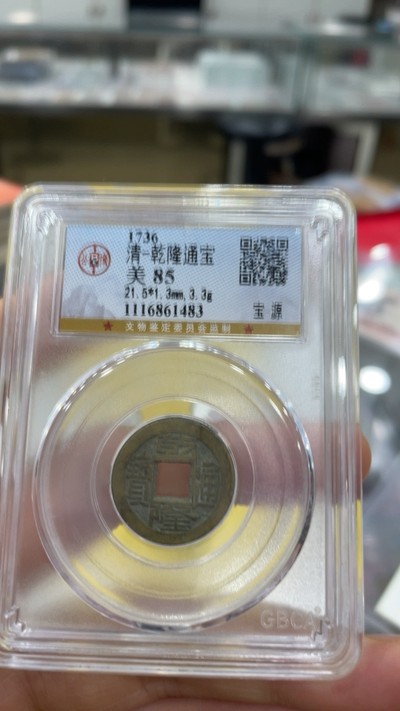 1736
清-乾隆通宝
美 85
21.5*1.3mm,3.3g
1116861483
宝 源
★ 文物鉴定委员会监制 ★
GBCA